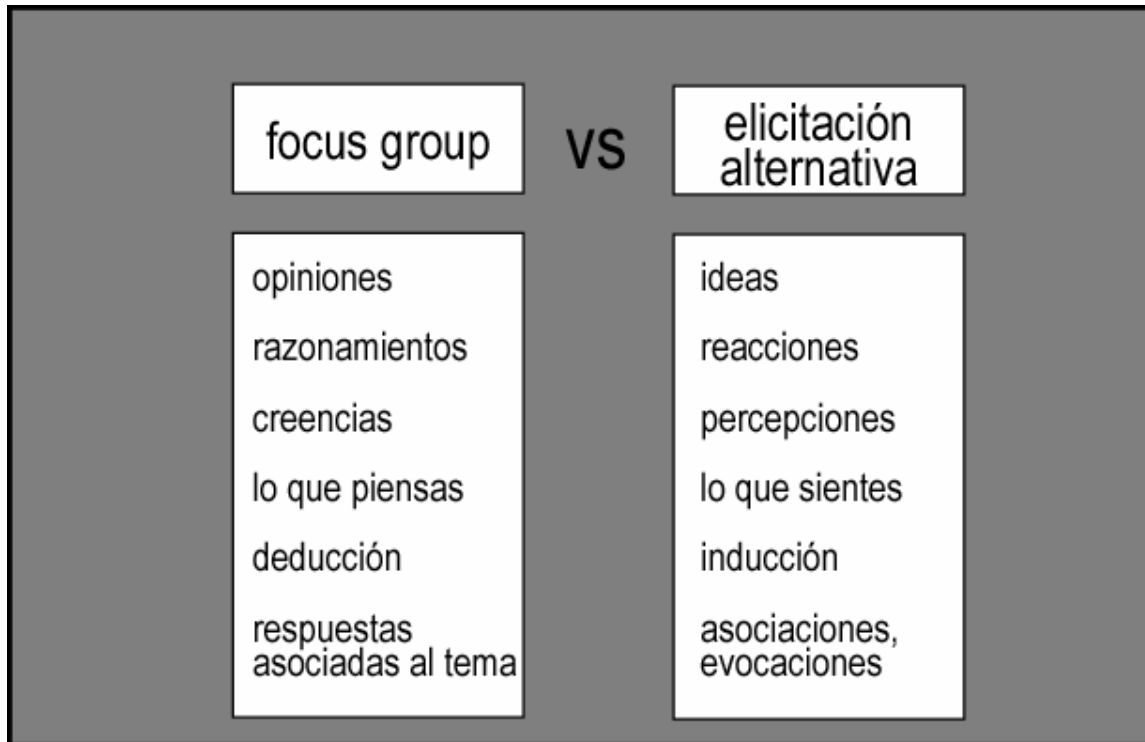 focus group
vs
elicitación
alternativa
opiniones
razonamientos
creencias
lo que piensas
deducción
respuestas
asociadas al tema
ideas
reacciones
percepciones
lo que sientes
inducción
asociaciones,
evocaciones